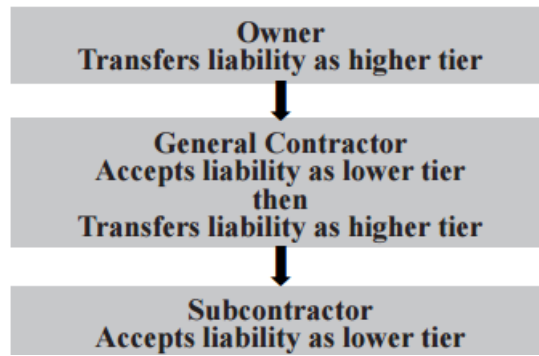 Owner
Transfers liability as higher tier
General Contractor
Accepts liability as lower tier
then
Transfers liability as higher tier
Subcontractor
Accepts liability as lower tier